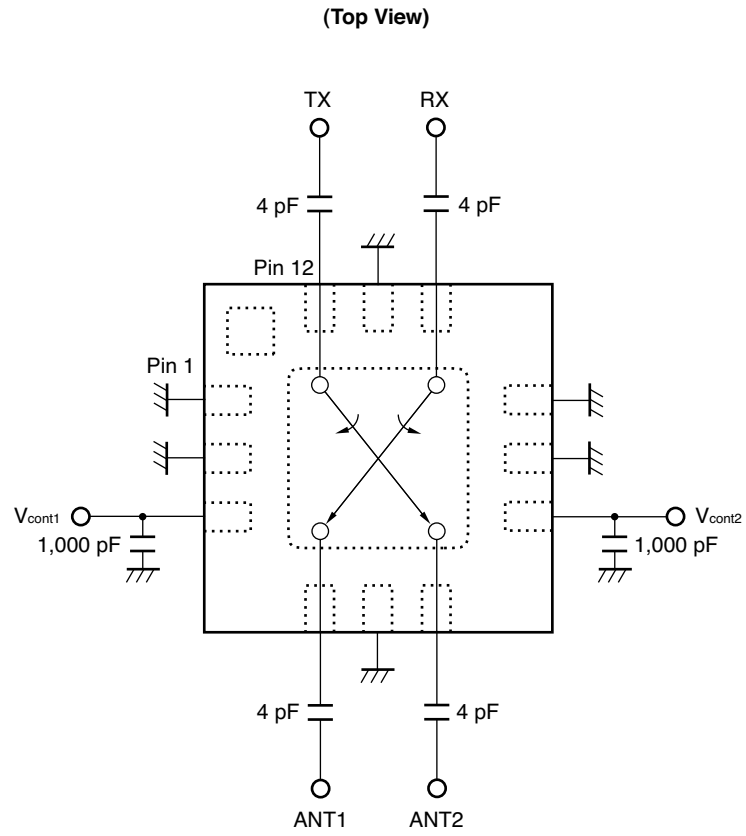 (Top View)
TX
RX
4 pF
4 pF
Pin 12
Pin 1
Vcont1
Vcont2
1,000 pF
1,000 pF
4 pF
4 pF
ANT1
ANT2